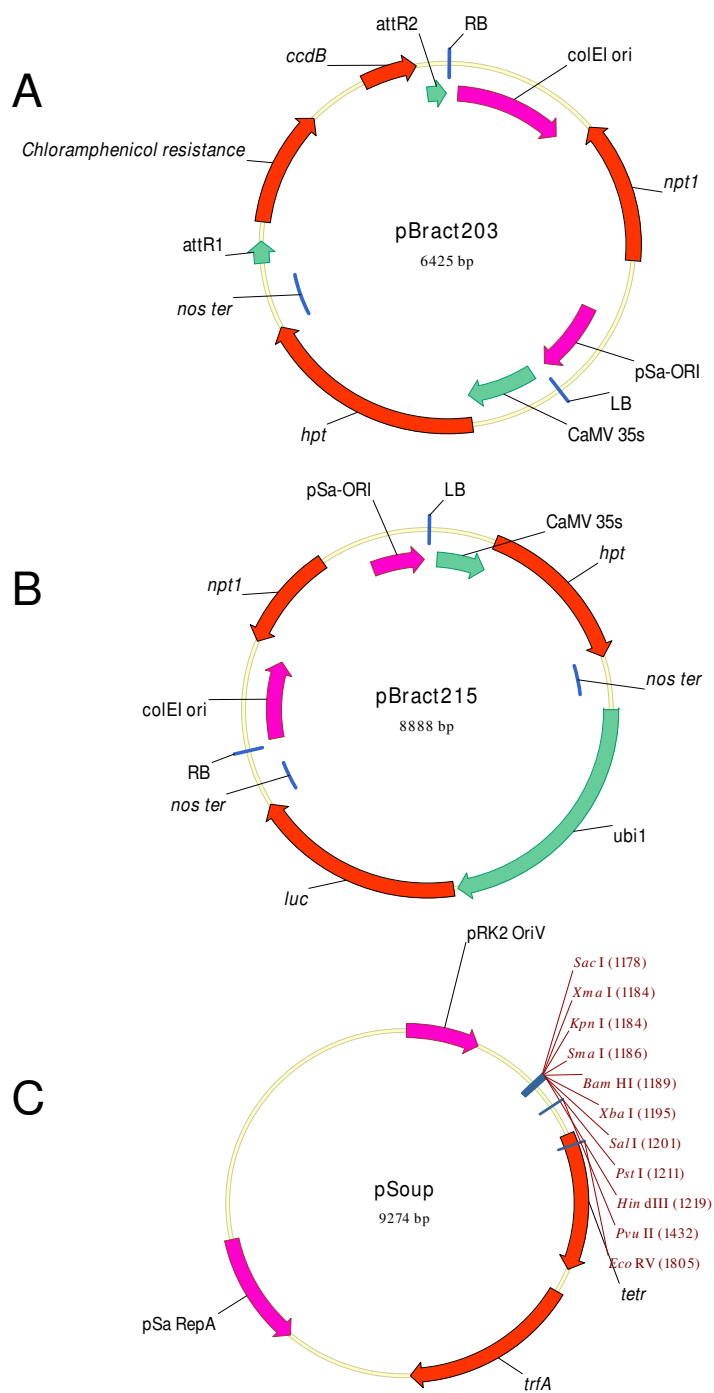 A
attR2
RB
ccdB
colEI ori
Chloramphenicol resistance
npt1
pBract203
6425 bp
attR1
nos ter
pSa-ORI
LB
hpt
CaMV 35s
B
pSa-ORI
LB
CaMV 35s
hpt
npt1
nos ter
pBract215
8888 bp
colEI ori
RB
nos ter
ubi1
luc
C
pRK2 OriV
Sac I (1178)
Xma I (1184)
Kpn I (1184)
Sma I (1186)
Bam HI (1189)
Xba I (1195)
Sal I (1201)
Pst I (1211)
Hin dIII (1219)
Pvu II (1432)
Eco RV (1805)
tetr
pSoup
9274 bp
pSa RepA
trfA